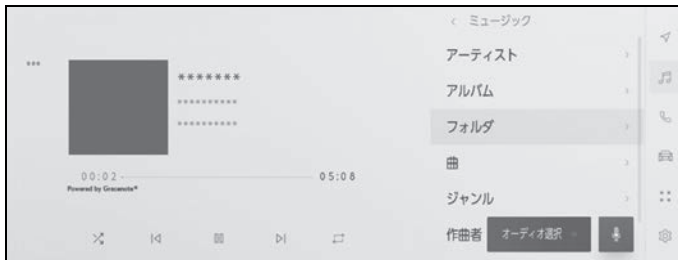 < ミュージック
アーティスト
アルバム
フォルダ
曲
ジャンル
作曲者
オーディオ選択
*******
**********
**********
00:02
05:08
Powered by Gracenote®